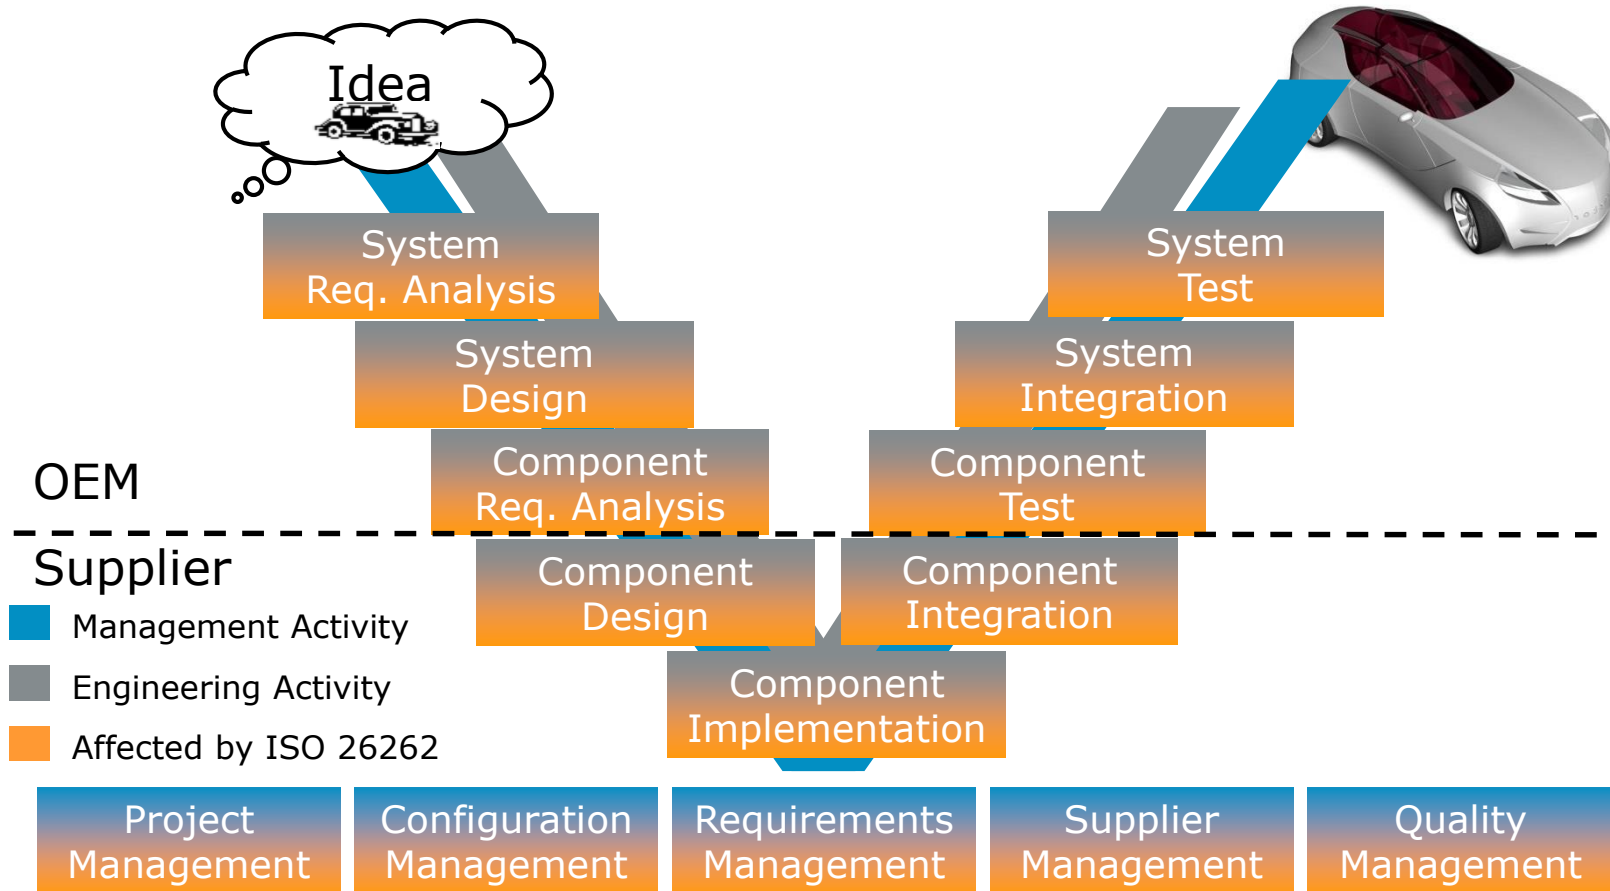 Idea
System
Req. Analysis
System
Test
System
Design
System
Integration
Component
Req. Analysis
Component
Test
OEM
Supplier
Component
Design
Component
Integration
Management Activity
Engineering Activity
Affected by ISO 26262
Component
Implementation
Project
Management
Configuration
Management
Requirements
Management
Supplier
Management
Quality
Management